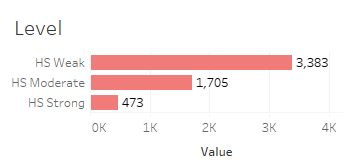 Level
HS Weak 3,383
HS Moderate 1,705
HS Strong 473
0K 1K 2K 3K 4K
Value